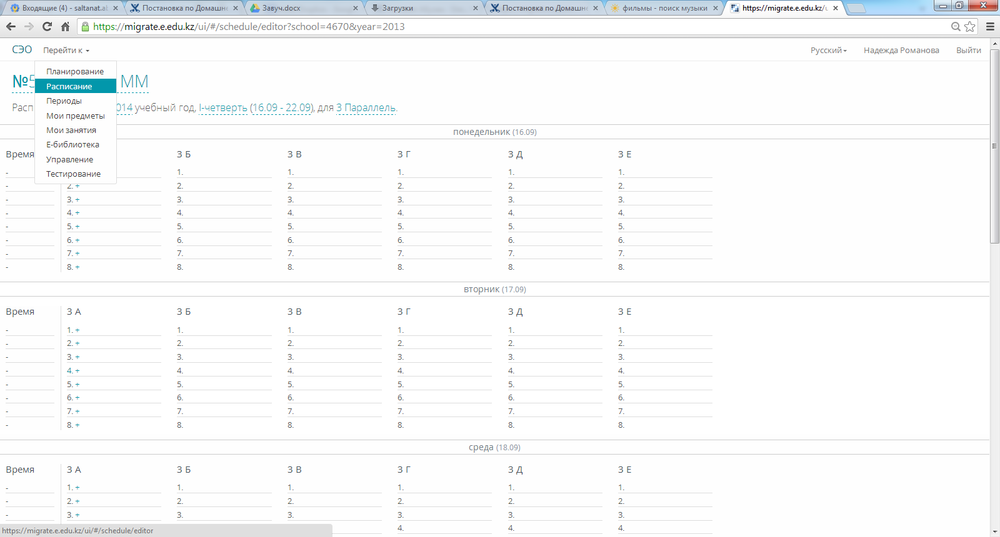 Входящие (4) - saltanat.ab
Постановка по Домашне
Завуч.docx
Загрузки
Постановка по Домашне
фильмы - поиск музыки
https://migrate.e.edu.kz/u
https://migrate.e.edu.kz/ui/#/schedule/editor?school=4670&year=2013
СЭО Перейти к Русский Надежда Романова Выйти
Планирование
Расписание
Периоды
Мои предметы
Мои занятия
Е-библиотека
Управление
Тестирование
№5 ММ
Расп 014 учебный год, I-четверть (16.09 - 22.09), для 3 Параллель.
понедельник (16.09)
Время 3 Б 3 В 3 Г 3 Д 3 Е
- 1. 1. 1. 1. 1.
- 2. + 2. 2. 2. 2. 2.
- 3. + 3. 3. 3. 3. 3.
- 4. + 4. 4. 4. 4. 4.
- 5. + 5. 5. 5. 5. 5.
- 6. + 6. 6. 6. 6. 6.
- 7. + 7. 7. 7. 7. 7.
- 8. + 8. 8. 8. 8. 8.
вторник (17.09)
Время 3 А 3 Б 3 В 3 Г 3 Д 3 Е
- 1. + 1. 1. 1. 1. 1.
- 2. + 2. 2. 2. 2. 2.
- 3. + 3. 3. 3. 3. 3.
- 4. + 4. 4. 4. 4. 4.
- 5. + 5. 5. 5. 5. 5.
- 6. + 6. 6. 6. 6. 6.
- 7. + 7. 7. 7. 7. 7.
- 8. + 8. 8. 8. 8. 8.
среда (18.09)
Время 3 А 3 Б 3 В 3 Г 3 Д 3 Е
- 1. + 1. 1. 1. 1. 1.
- 2. + 2. 2. 2. 2. 2.
- 3. + 3. 3. 3. 3. 3.
4. 4. 4.
https://migrate.e.edu.kz/ui/#/schedule/editor